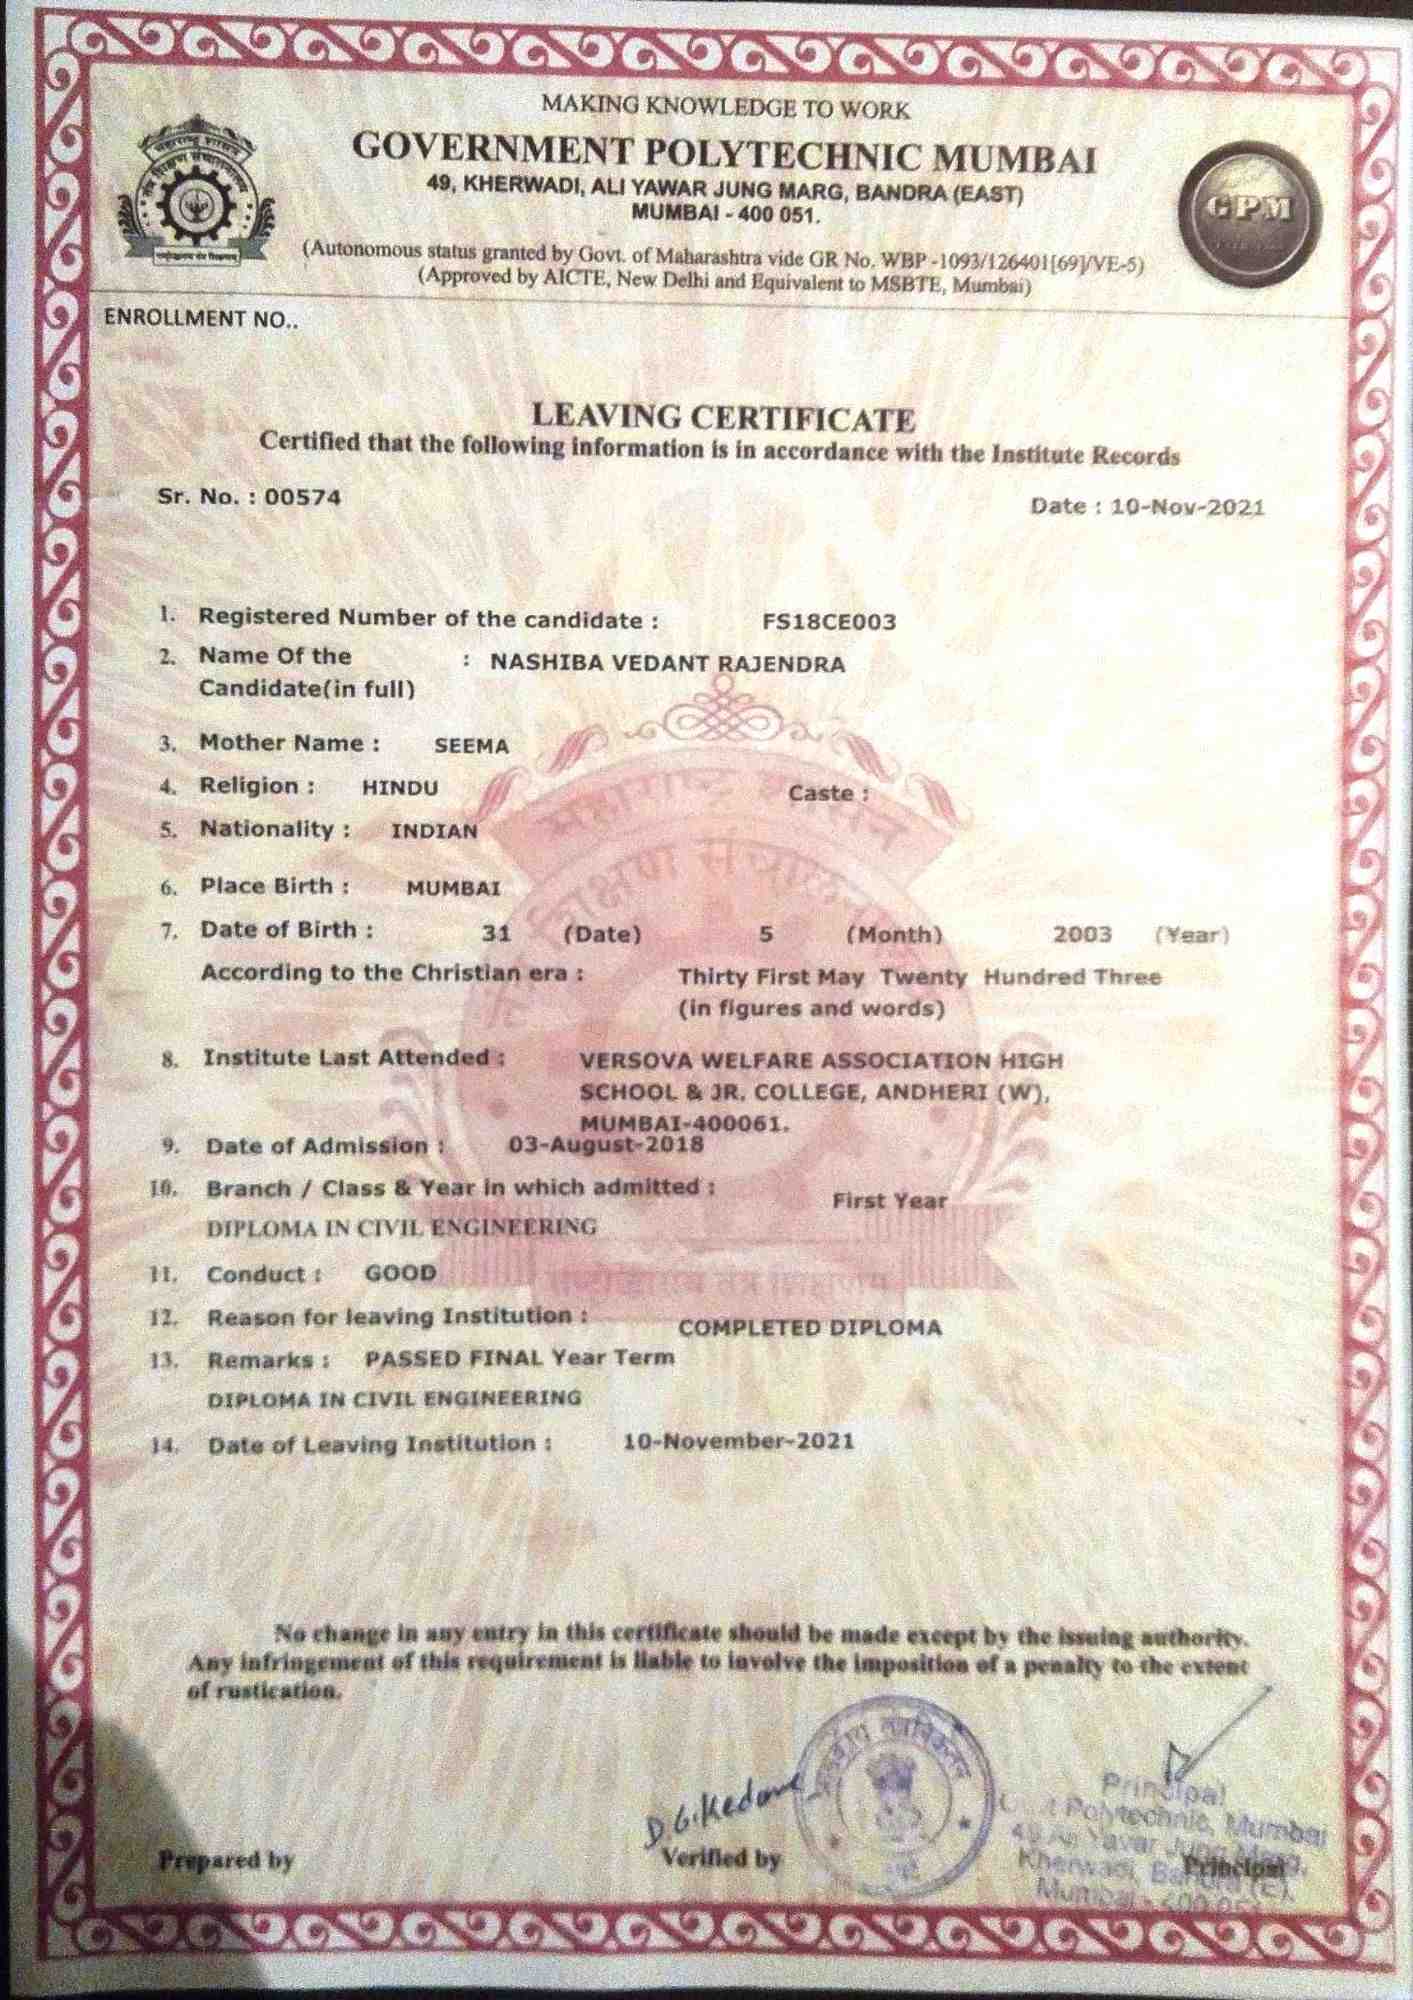 MAKING KNOWLEDGE TO WORK
GOVERNMENT POLYTECHNIC MUMBAI
49, KHERWADI, ALI YAWAR JUNG MARG, BANDRA (EAST)
MUMBAI - 400 051.
(Autonomous status granted by Govt. of Maharashtra vide GR No. WBP -1093/126401[69]/VE-5)
(Approved by AICTE, New Delhi and Equivalent to MSBTE, Mumbai)
GPM
ENROLLMENT NO..
LEAVING CERTIFICATE
Certified that the following information is in accordance with the Institute Records
Sr. No. : 00574 Date : 10-Nov-2021
1. Registered Number of the candidate : FS18CE003
2. Name Of the : NASHIBA VEDANT RAJENDRA
Candidate(in full)
3. Mother Name : SEEMA
4. Religion : HINDU Caste :
5. Nationality : INDIAN
6. Place Birth : MUMBAI
7. Date of Birth : 31 (Date) 5 (Month) 2003 (Year)
According to the Christian era : Thirty First May Twenty Hundred Three
(in figures and words)
8. Institute Last Attended : VERSOVA WELFARE ASSOCIATION HIGH
SCHOOL & JR. COLLEGE, ANDHERI (W),
MUMBAI-400061.
9. Date of Admission : 03-August-2018
10. Branch / Class & Year in which admitted : First Year
DIPLOMA IN CIVIL ENGINEERING
11. Conduct : GOOD
12. Reason for leaving Institution : COMPLETED DIPLOMA
13. Remarks : PASSED FINAL Year Term
DIPLOMA IN CIVIL ENGINEERING
14. Date of Leaving Institution : 10-November-2021
No change in any entry in this certificate should be made except by the issuing authority.
Any infringement of this requirement is liable to involve the imposition of a penalty to the extent
of rustication.
Principal
Polytechnic, Mumbai
Kherwadi, Bandra (E),
Mumbai - 400 051
Prepared by Verified by Principal